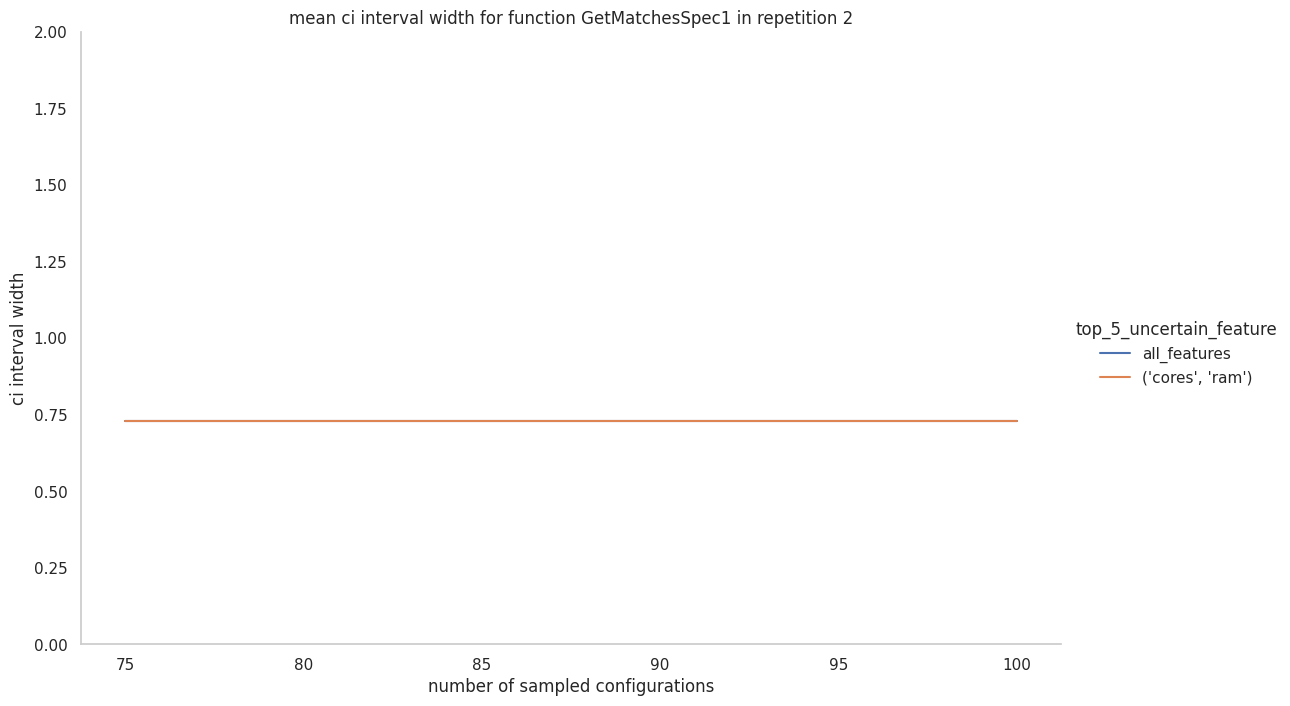 mean ci interval width for function GetMatchesSpec1 in repetition 2
2.00
1.75
1.50
1.25
1.00
0.75
0.50
0.25
0.00
ci interval width
75 80 85 90 95 100
number of sampled configurations
top_5_uncertain_feature
all_features
('cores', 'ram')